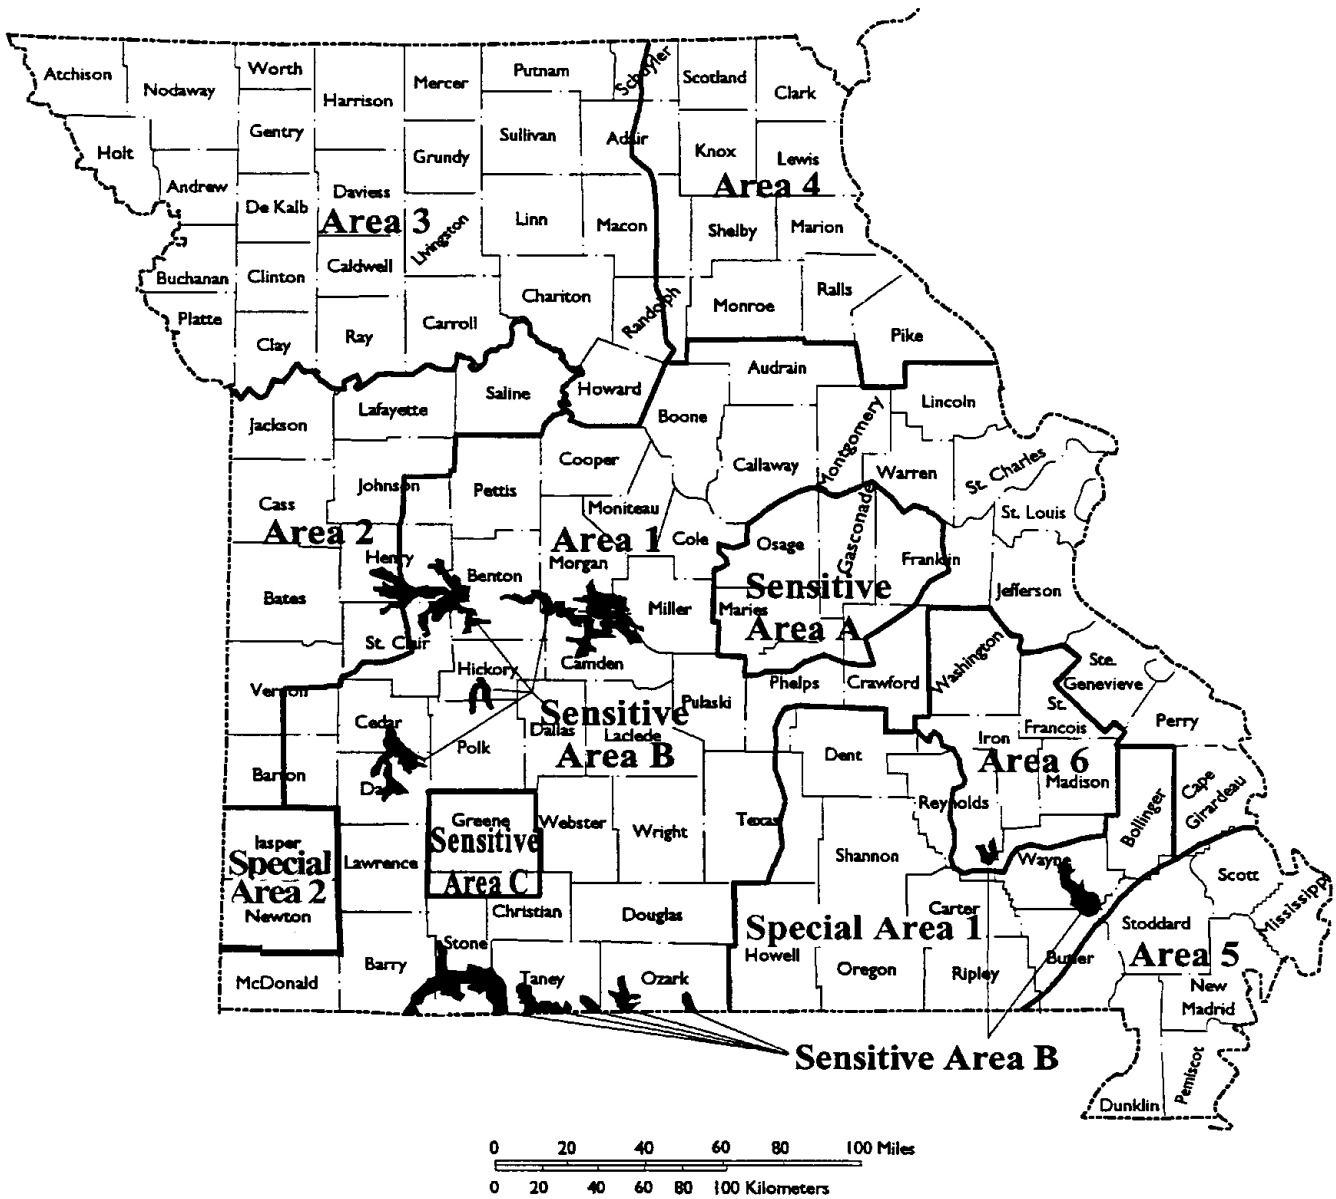 Atchison
Nodaway
Worth
Harrison
Mercer
Putnam
Schuyler
Scotland
Clark
Gentry
Sullivan
Adair
Knox
Lewis
Holt
Grundy
Andrew
De Kalb
Daviess
Area 3
Livingston
Linn
Macon
Area 4
Shelby
Marion
Buchanan
Clinton
Caldwell
Chariton
Randolph
Monroe
Ralls
Platte
Clay
Ray
Carroll
Pike
Audrain
Saline
Howard
Lafayette
Jackson
Boone
Lincoln
Montgomery
Callaway
Warren
St. Charles
Cooper
Johnson
Pettis
Cass
Moniteau
St. Louis
Area 2
Area 1
Cole
Osage
Gasconade
Franklin
Henry
Benton
Morgan
Bates
Miller
Maries
Sensitive
Area A
Jefferson
St. Clair
Hickory
Camden
Washington
Ste.
Genevieve
Vernon
Pulaski
Phelps
Crawford
St.
Francois
Perry
Cedar
Polk
Dallas
Laclede
Sensitive
Area B
Dent
Iron
Area 6
Madison
Barton
Da
Reynolds
Bollinger
Cape
Girardeau
Jasper
Special
Area 2
Newton
Lawrence
Greene
Sensitive
Area C
Webster
Wright
Texas
Shannon
Wayne
Scott
Mississippi
Christian
Douglas
Special Area 1
Carter
Stoddard
Area 5
McDonald
Barry
Stone
Taney
Ozark
Howell
Oregon
Ripley
Butler
New
Madrid
Sensitive Area B
Dunklin
Pemiscot
0 20 40 60 80 100 Miles
0 20 40 60 80 100 Kilometers